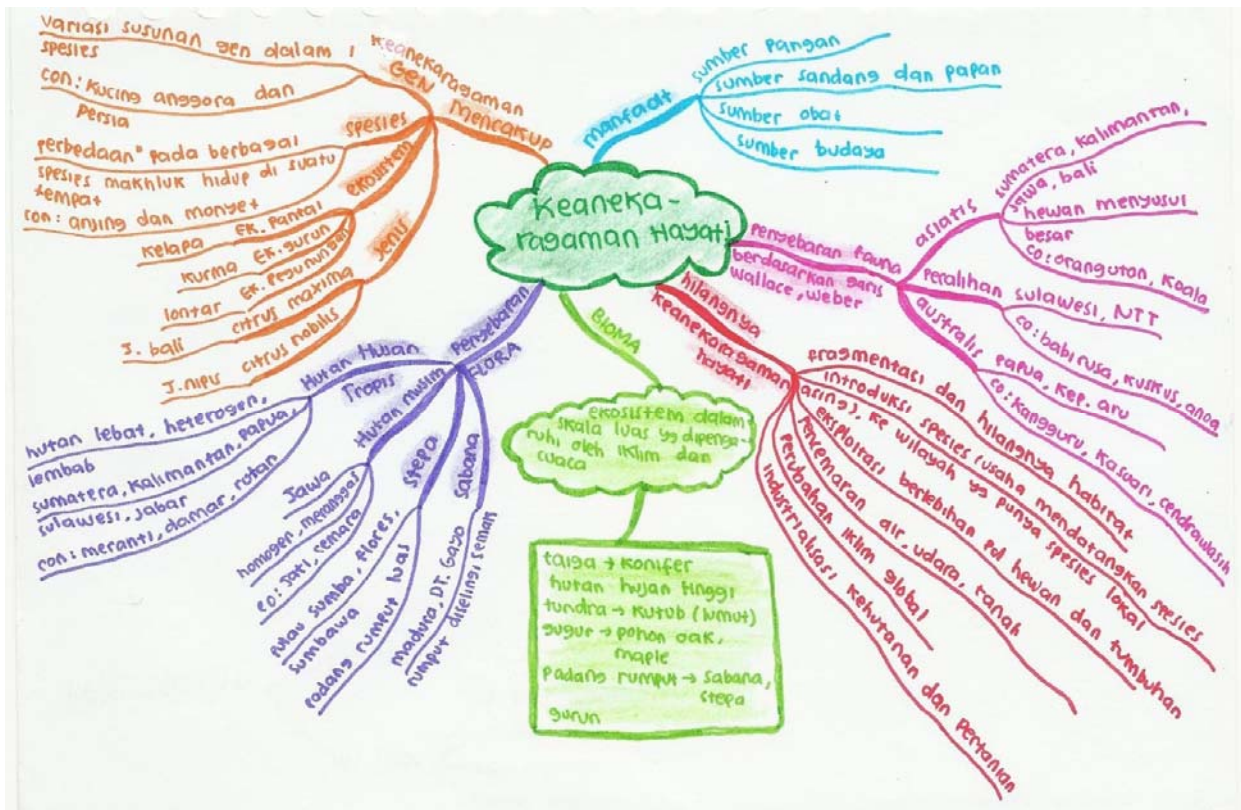 Keaneka-
ragaman Hayati
Keanekaragaman
GEN
Mencakup
variasi susunan gen dalam 1
spesies
con: kucing anggora dan
Persia
spesies
perbedaan" pada berbagai
spesies makhluk hidup di suatu
tempat
con: anjing dan monyet
ekosistem
kelapa EK. Pantai
kurma EK. gurun
lontar EK. Pegunungan
jenis
J. bali citrus maxima
J. nipis citrus nabilis
manfaat
sumber pangan
sumber sandang dan papan
sumber obat
sumber budaya
Penyebaran fauna
berdasarkan garis
wallace, weber
asiatis
sumatera, kalimantan,
jawa, bali
hewan menyusui
besar
co: orangutan, koala
Peralihan
sulawesi, NTT
co: babi rusa, kuskus, anoa
australis
papua, kep. aru
co: kangguru, kasuari, cendrawasih
hilangnya
keanekaragaman
hayati
fragmentasi dan hilangnya habitat
introduksi spesies (usaha mendatangkan spesies
asing), ke wilayah yg punya spesies lokal
eksploitasi berlebihan pd hewan dan tumbuhan
Pencemaran air, udara, tanah
Perubahan iklim global
industrialisasi kehutanan dan pertanian
BIOMA
ekosistem dalam
skala luas yg dipenga-
ruhi oleh iklim dan
cuaca
taiga → konifer
hutan hujan tinggi
tundra → kutub (lumut)
gugur → pohon oak,
maple
padang rumput → sabana,
stepa
gurun
Penyebaran
FLORA
Hutan Hujan
Tropis
hutan lebat, heterogen,
lembab
sumatera, kalimantan, papua,
sulawesi, jabar
con: meranti, damar, rotan
Hutan musim
Jawa
homogen, meranggas
co: jati, cemara
stepa
pulau sumba, flores,
sumbawa
padang rumput luas
sabana
madura, DT. Gayo
rumput diselingi semak